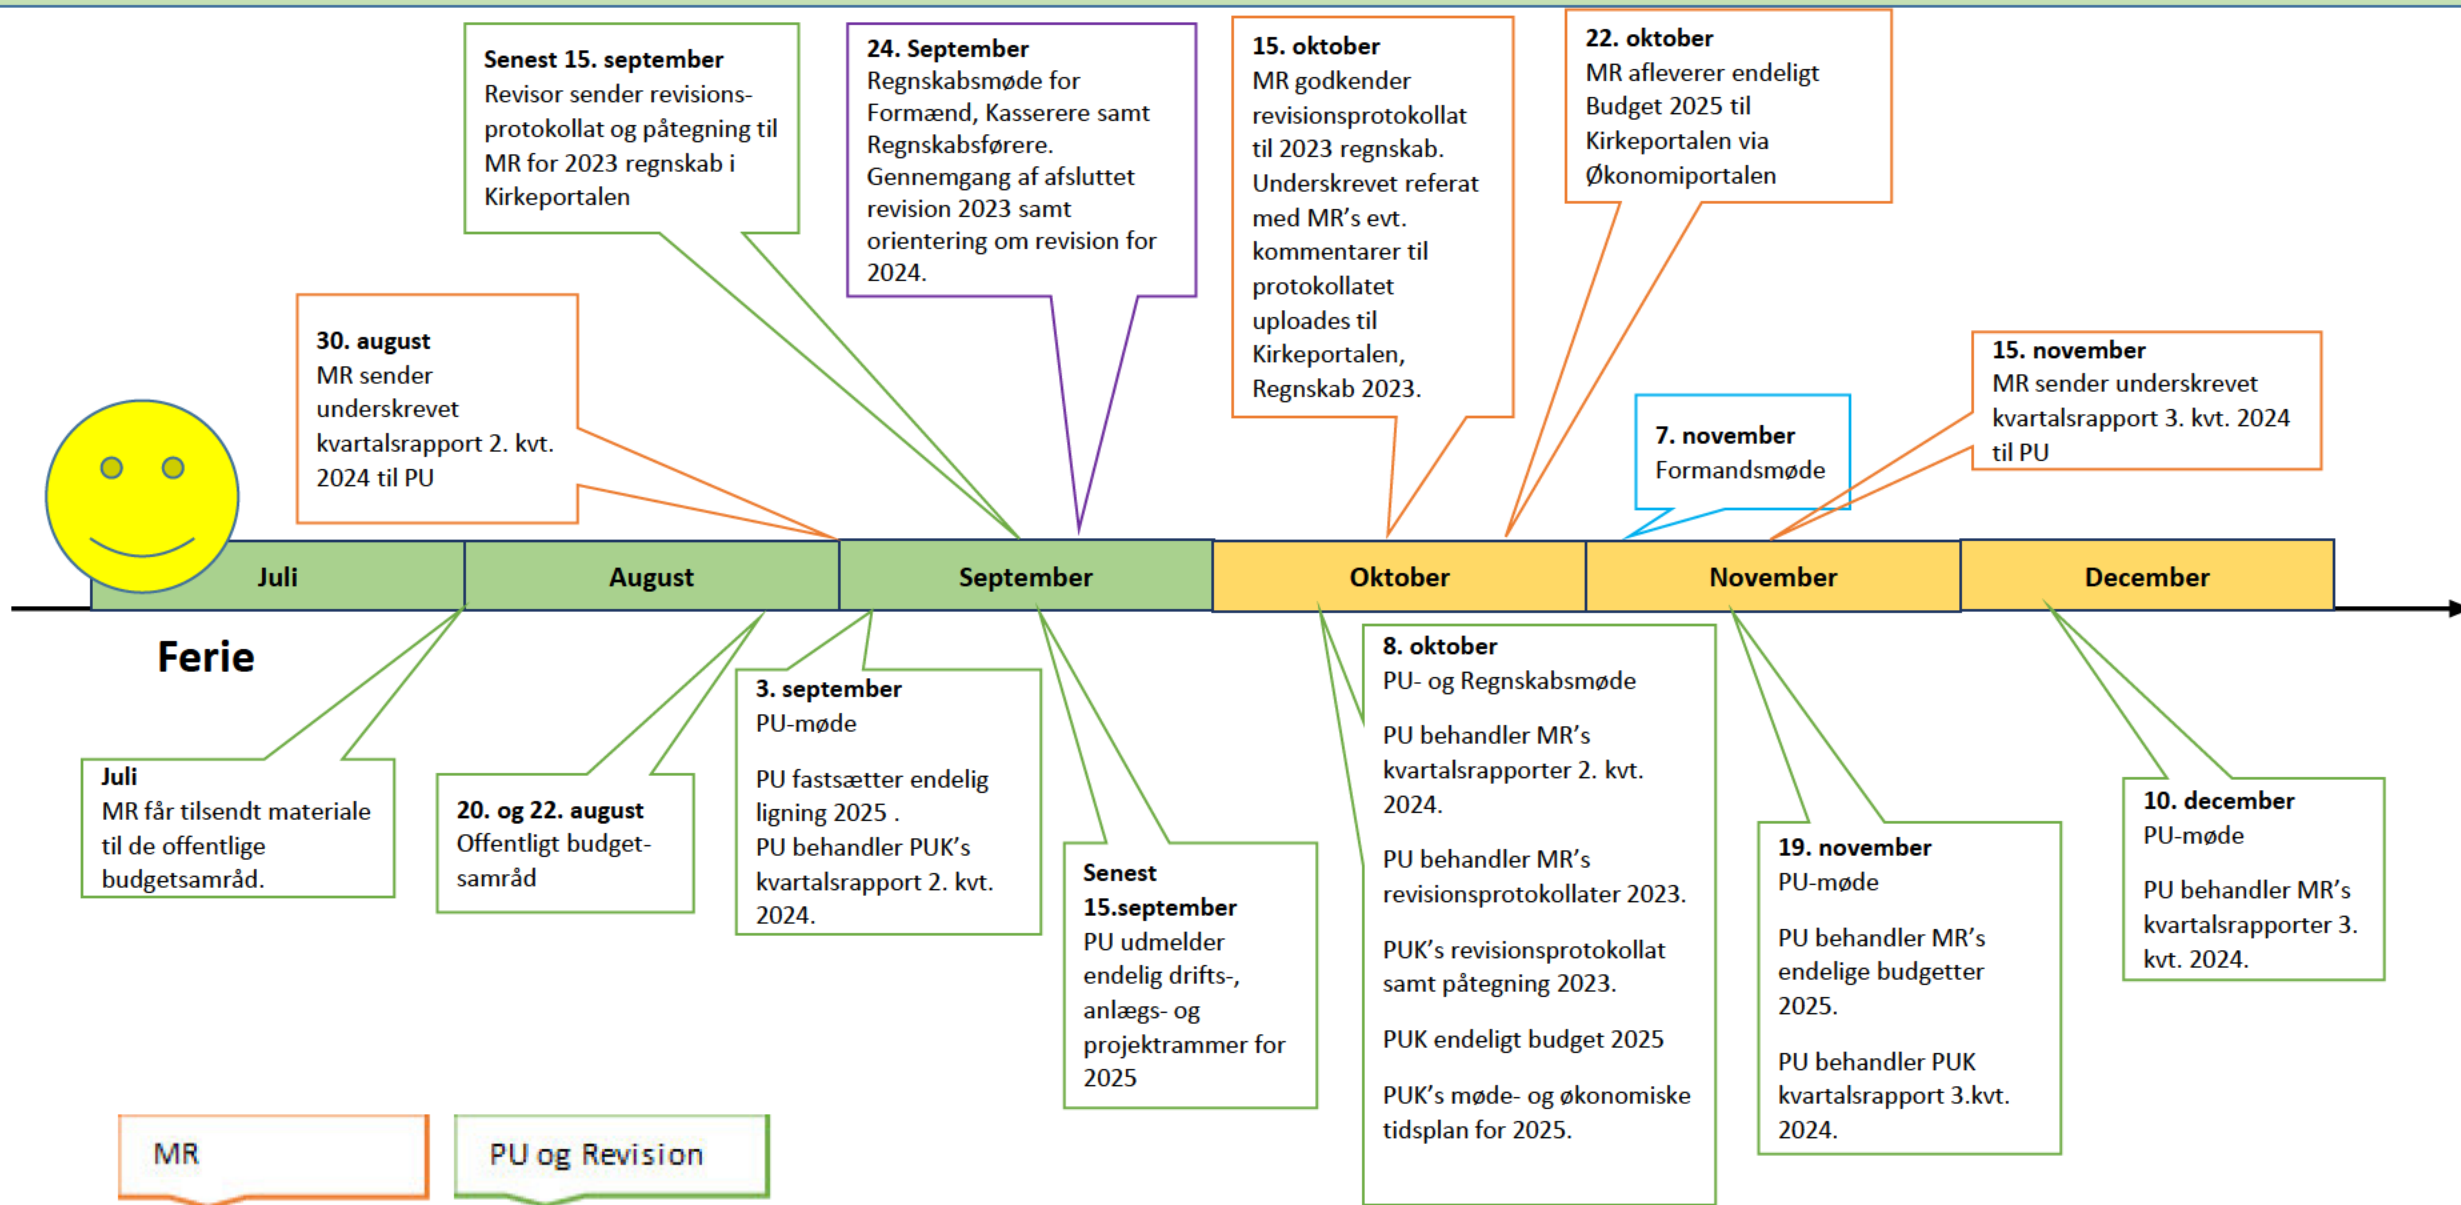 Senest 15. september
Revisor sender revisions-
protokollat og påtegning til
MR for 2023 regnskab i
Kirkeportalen
24. September
Regnskabsmøde for
Formænd, Kasserere samt
Regnskabsførere.
Gennemgang af afsluttet
revision 2023 samt
orientering om revision for
2024.
15. oktober
MR godkender
revisionsprotokollat
til 2023 regnskab.
Underskrevet referat
med MR’s evt.
kommentarer til
protokollatet
uploades til
Kirkeportalen,
Regnskab 2023.
22. oktober
MR afleverer endeligt
Budget 2025 til
Kirkeportalen via
Økonomiportalen
30. august
MR sender
underskrevet
kvartalsrapport 2. kvt.
2024 til PU
7. november
Formandsmøde
15. november
MR sender underskrevet
kvartalsrapport 3. kvt. 2024
til PU
Juli
August
September
Oktober
November
December
Ferie
Juli
MR får tilsendt materiale
til de offentlige
budgetsamråd.
20. og 22. august
Offentligt budget-
samråd
3. september
PU-møde
PU fastsætter endelig
ligning 2025 .
PU behandler PUK’s
kvartalsrapport 2. kvt.
2024.
Senest
15.september
PU udmelder
endelig drifts-,
anlægs- og
projektrammer for
2025
8. oktober
PU- og Regnskabsmøde
PU behandler MR’s
kvartalsrapporter 2. kvt.
2024.
PU behandler MR’s
revisionsprotokollater 2023.
PUK’s revisionsprotokollat
samt påtegning 2023.
PUK endeligt budget 2025
PUK’s møde- og økonomiske
tidsplan for 2025.
19. november
PU-møde
PU behandler MR’s
endelige budgetter
2025.
PU behandler PUK
kvartalsrapport 3.kvt.
2024.
10. december
PU-møde
PU behandler MR’s
kvartalsrapporter 3.
kvt. 2024.
MR
PU og Revision